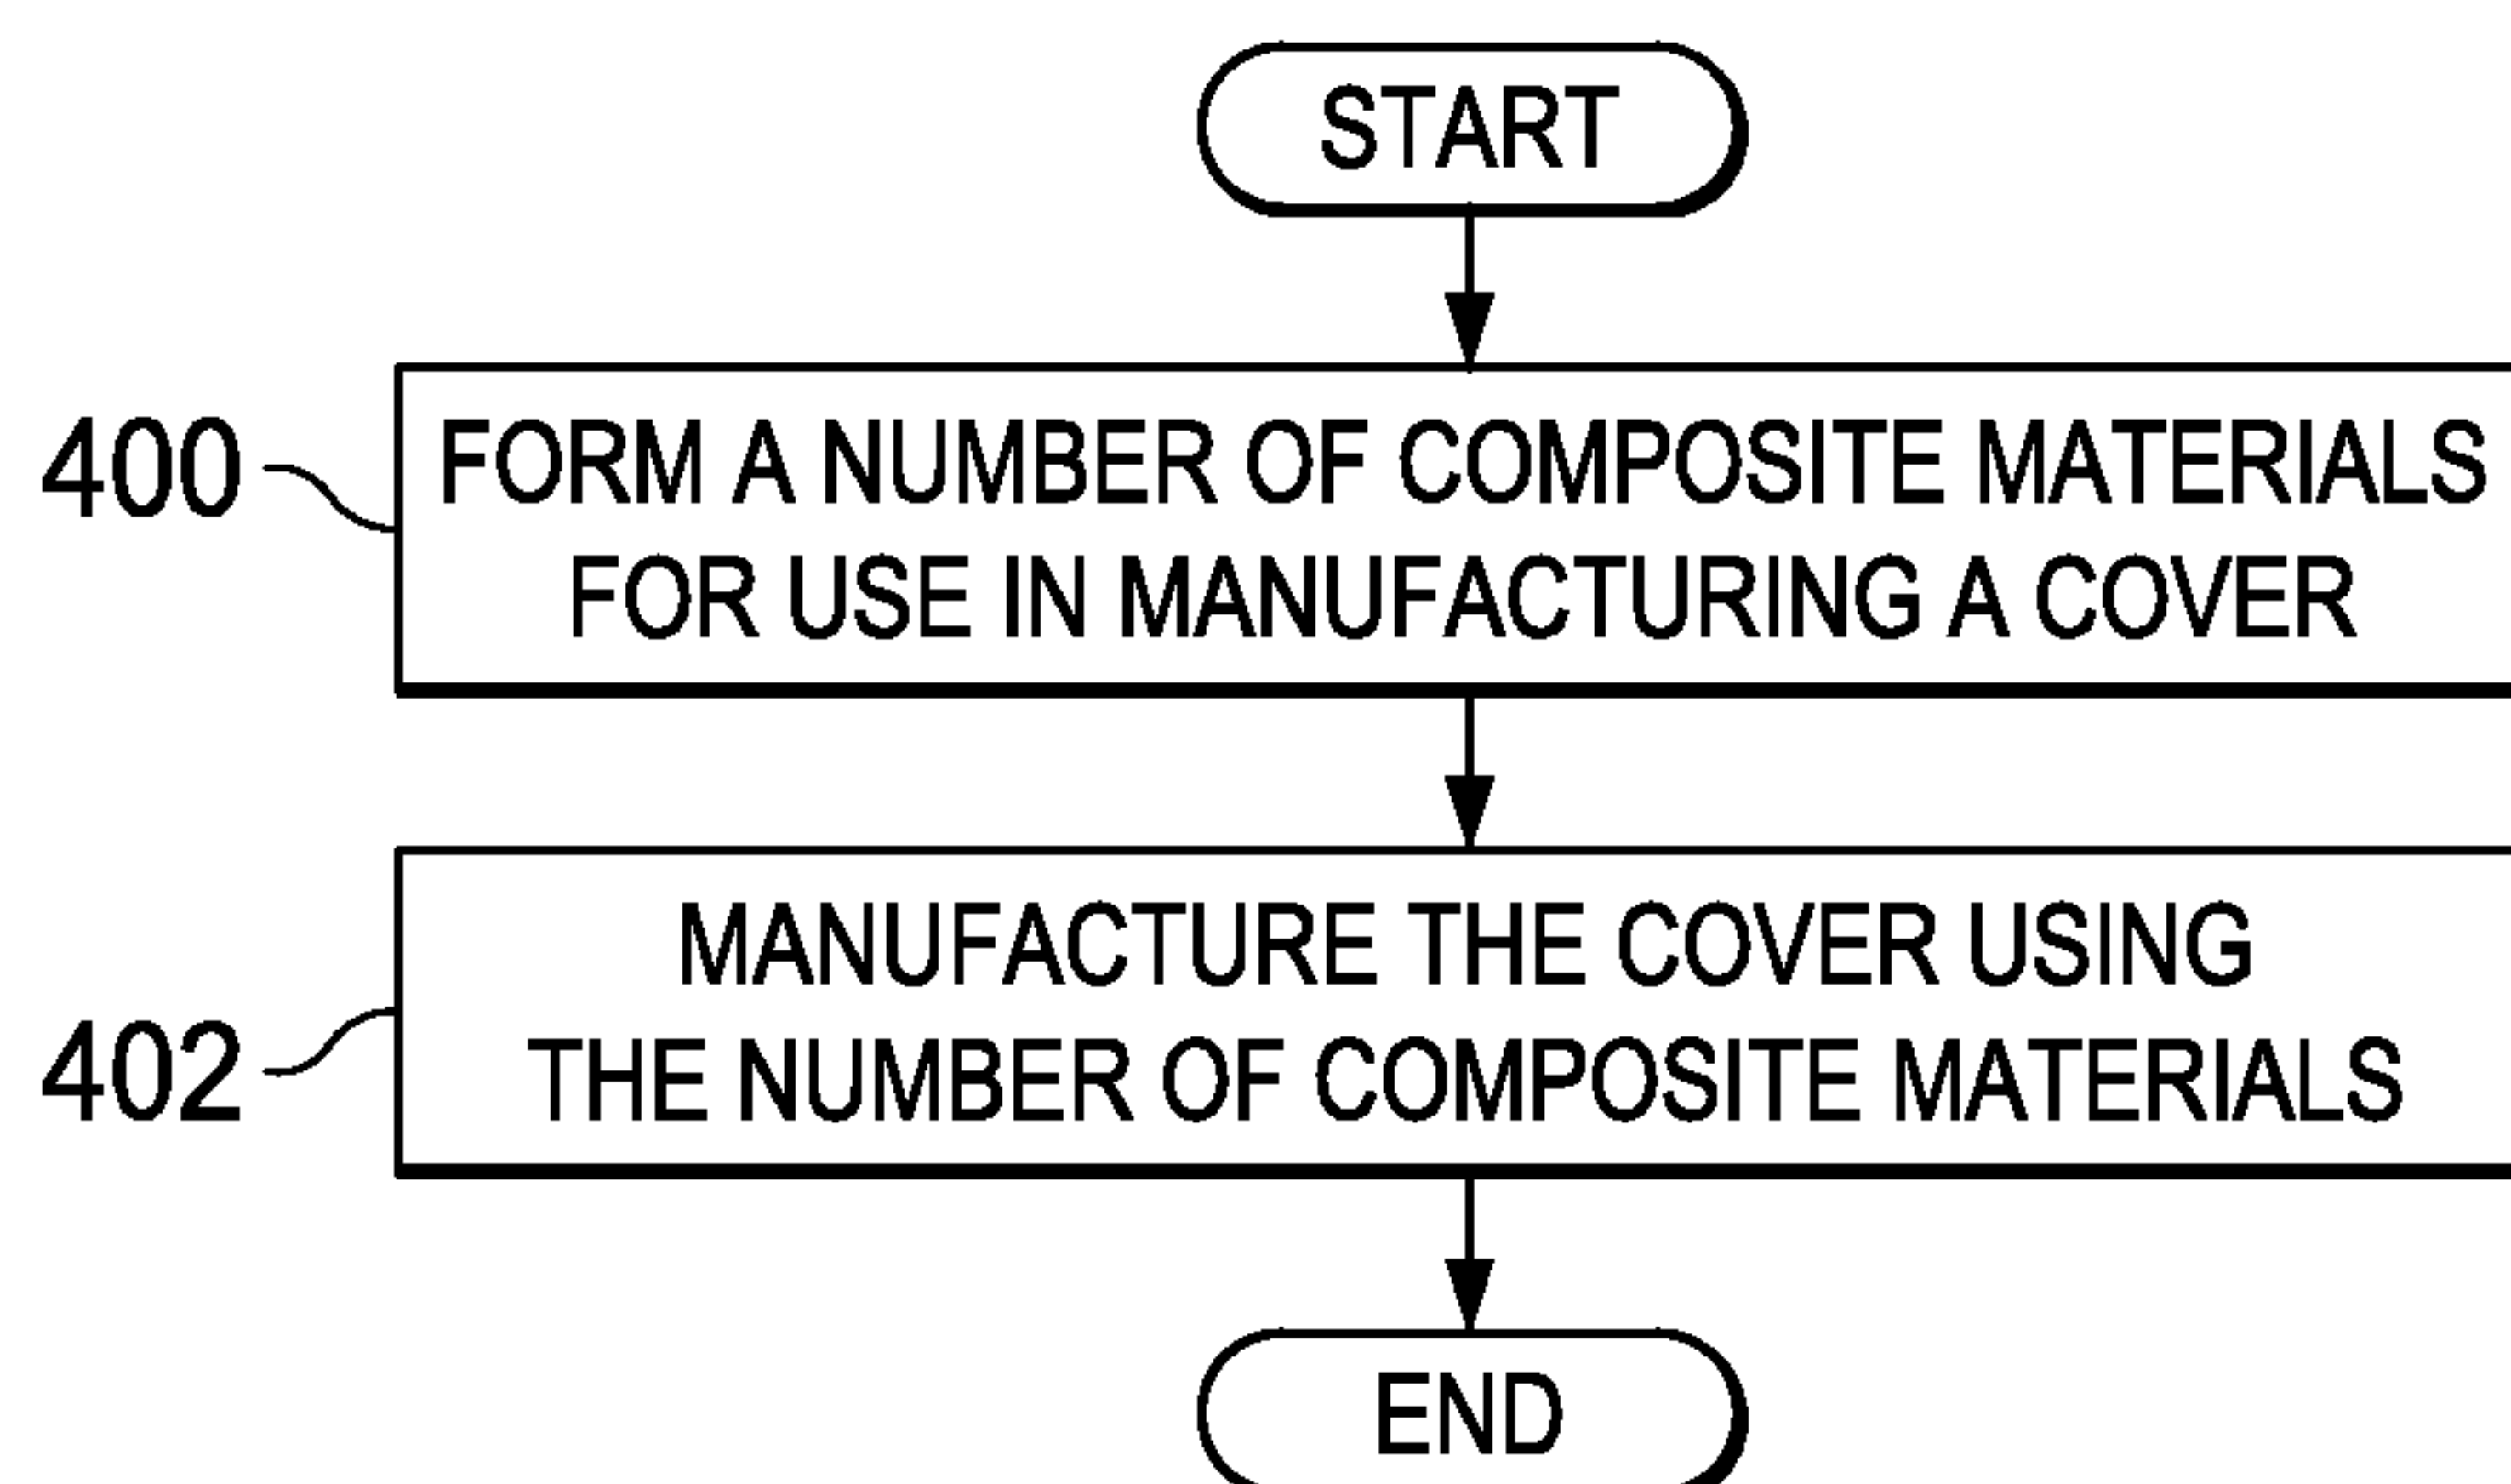 START
400
FORM A NUMBER OF COMPOSITE MATERIALS
FOR USE IN MANUFACTURING A COVER
MANUFACTURE THE COVER USING
402
THE NUMBER OF COMPOSITE MATERIALS
END